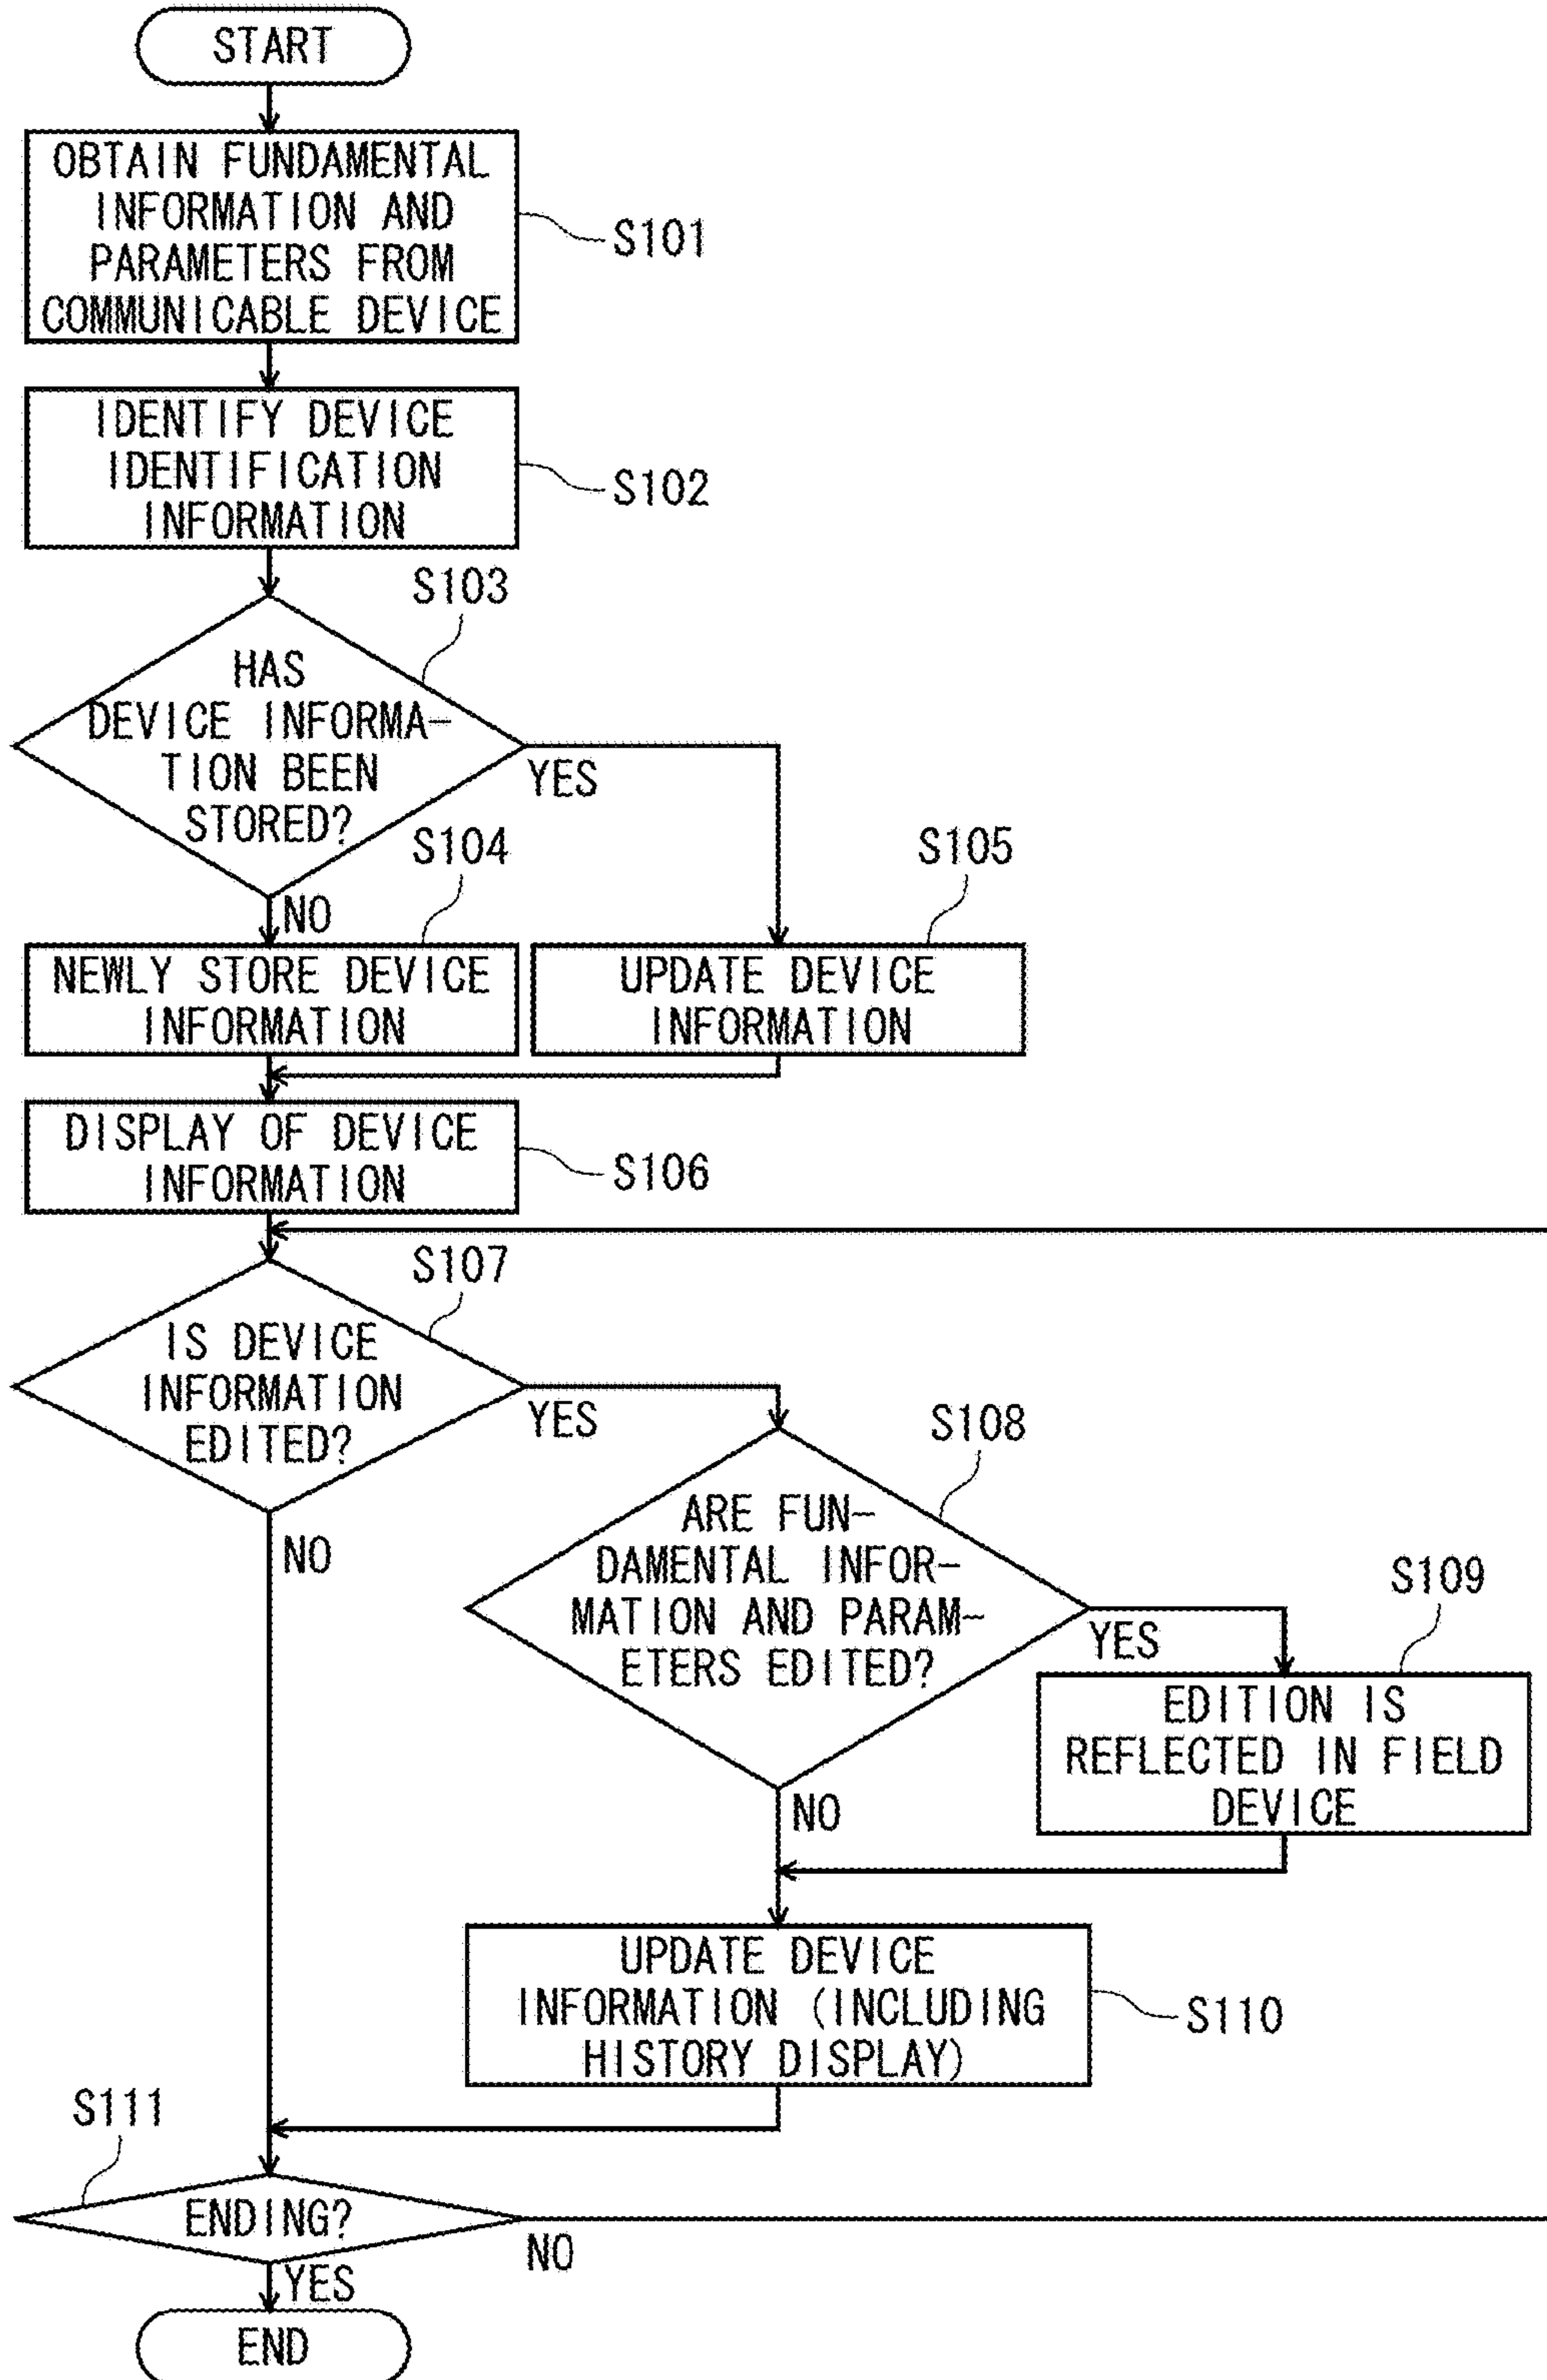 START
OBTAIN FUNDAMENTAL
INFORMATION AND
PARAMETERS FROM
COMMUNICABLE DEVICE
S101
IDENTIFY DEVICE
IDENTIFICATION
INFORMATION
S102
S103
HAS
DEVICE INFORMA-
TION BEEN
STORED?
YES
NO
S104
NEWLY STORE DEVICE
INFORMATION
S105
UPDATE DEVICE
INFORMATION
DISPLAY OF DEVICE
INFORMATION
S106
S107
IS DEVICE
INFORMATION
EDITED?
YES
NO
S108
ARE FUN-
DAMENTAL INFOR-
MATION AND PARAM-
ETERS EDITED?
YES
NO
S109
EDITION IS
REFLECTED IN FIELD
DEVICE
UPDATE DEVICE
INFORMATION (INCLUDING
HISTORY DISPLAY)
S110
S111
ENDING?
NO
YES
END